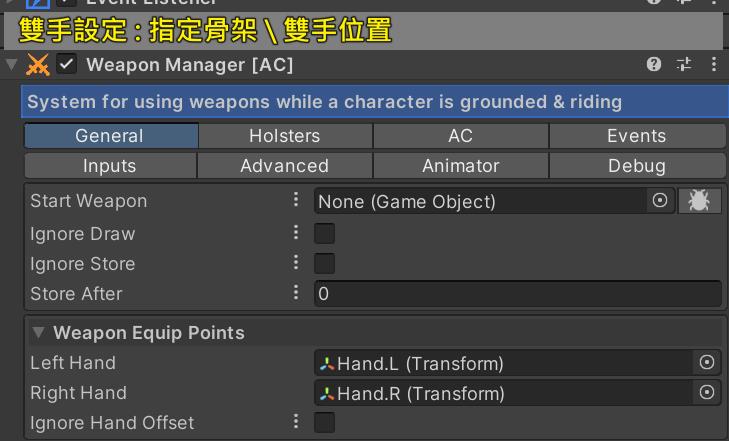 Event Listener
雙手設定 : 指定骨架 \ 雙手位置
Weapon Manager [AC]
System for using weapons while a character is grounded & riding
General Holsters AC Events
Inputs Advanced Animator Debug
Start Weapon None (Game Object)
Ignore Draw
Ignore Store
Store After 0
Weapon Equip Points
Left Hand Hand.L (Transform)
Right Hand Hand.R (Transform)
Ignore Hand Offset